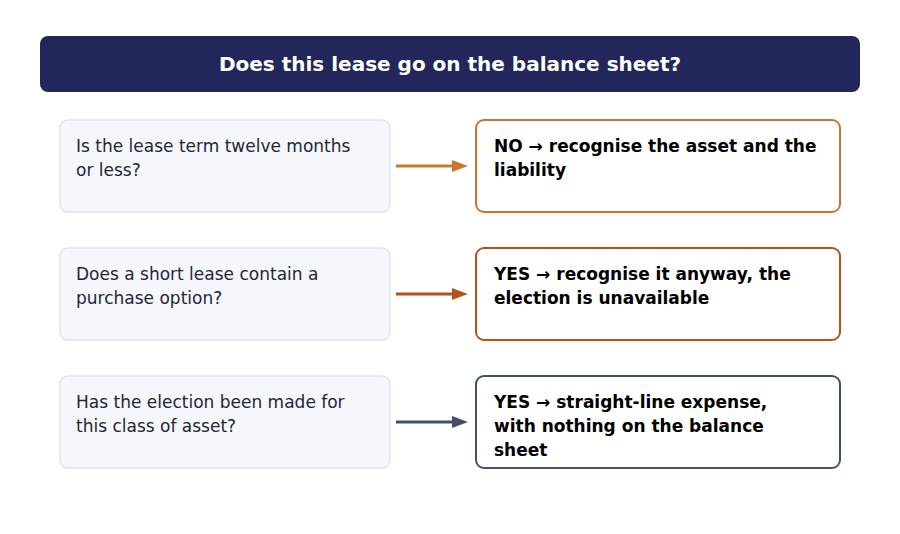 Does this lease go on the balance sheet?
Is the lease term twelve months
or less?
NO → recognise the asset and the
liability
Does a short lease contain a
purchase option?
YES → recognise it anyway, the
election is unavailable
Has the election been made for
this class of asset?
YES → straight-line expense,
with nothing on the balance
sheet